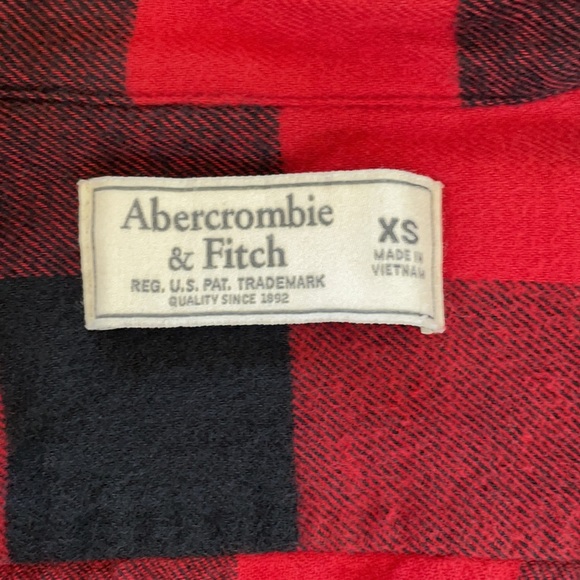 Abercrombie
& Fitch
REG. U.S. PAT. TRADEMARK
QUALITY SINCE 1892
XS
MADE IN
VIETNAM